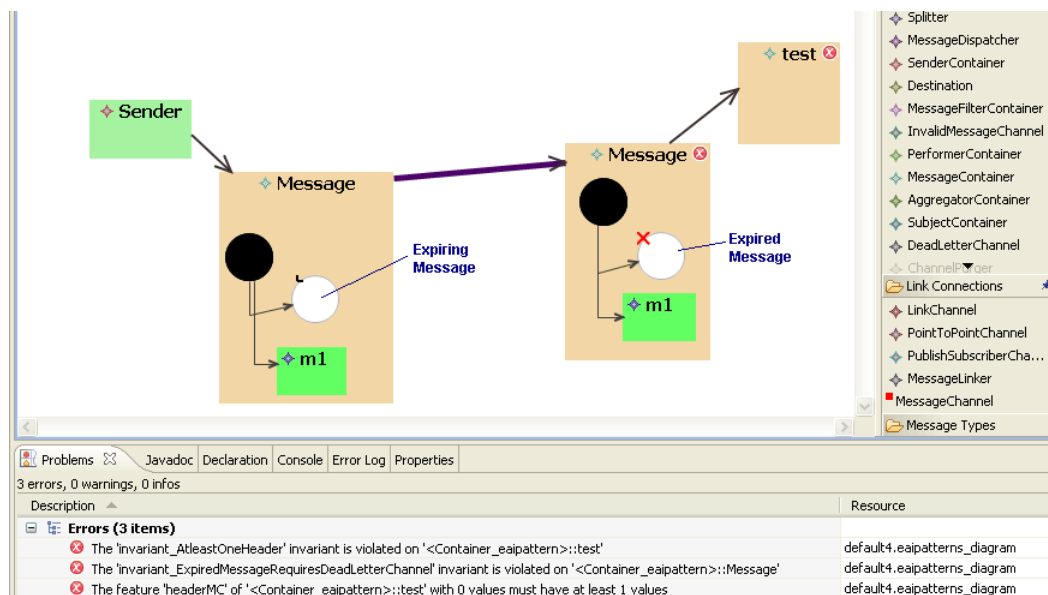 Sender
Message
Expiring
Message
m1
Message
Expired
Message
m1
test
Splitter
MessageDispatcher
SenderContainer
Destination
MessageFilterContainer
InvalidMessageChannel
PerformerContainer
MessageContainer
AggregatorContainer
SubjectContainer
DeadLetterChannel
ChannelPurger
Link Connections
LinkChannel
PointToPointChannel
PublishSubscriberCha...
MessageLinker
MessageChannel
Message Types
Problems Javadoc Declaration Console Error Log Properties
3 errors, 0 warnings, 0 infos
Description Resource
Errors (3 items)
The 'invariant_AtleastOneHeader' invariant is violated on '<Container_eaipattern>::test' default4.eaipatterns_diagram
The 'invariant_ExpiredMessageRequiresDeadLetterChannel' invariant is violated on '<Container_eaipattern>::Message' default4.eaipatterns_diagram
The feature 'headerMC' of '<Container_eaipattern>::test' with 0 values must have at least 1 values default4.eaipatterns_diagram